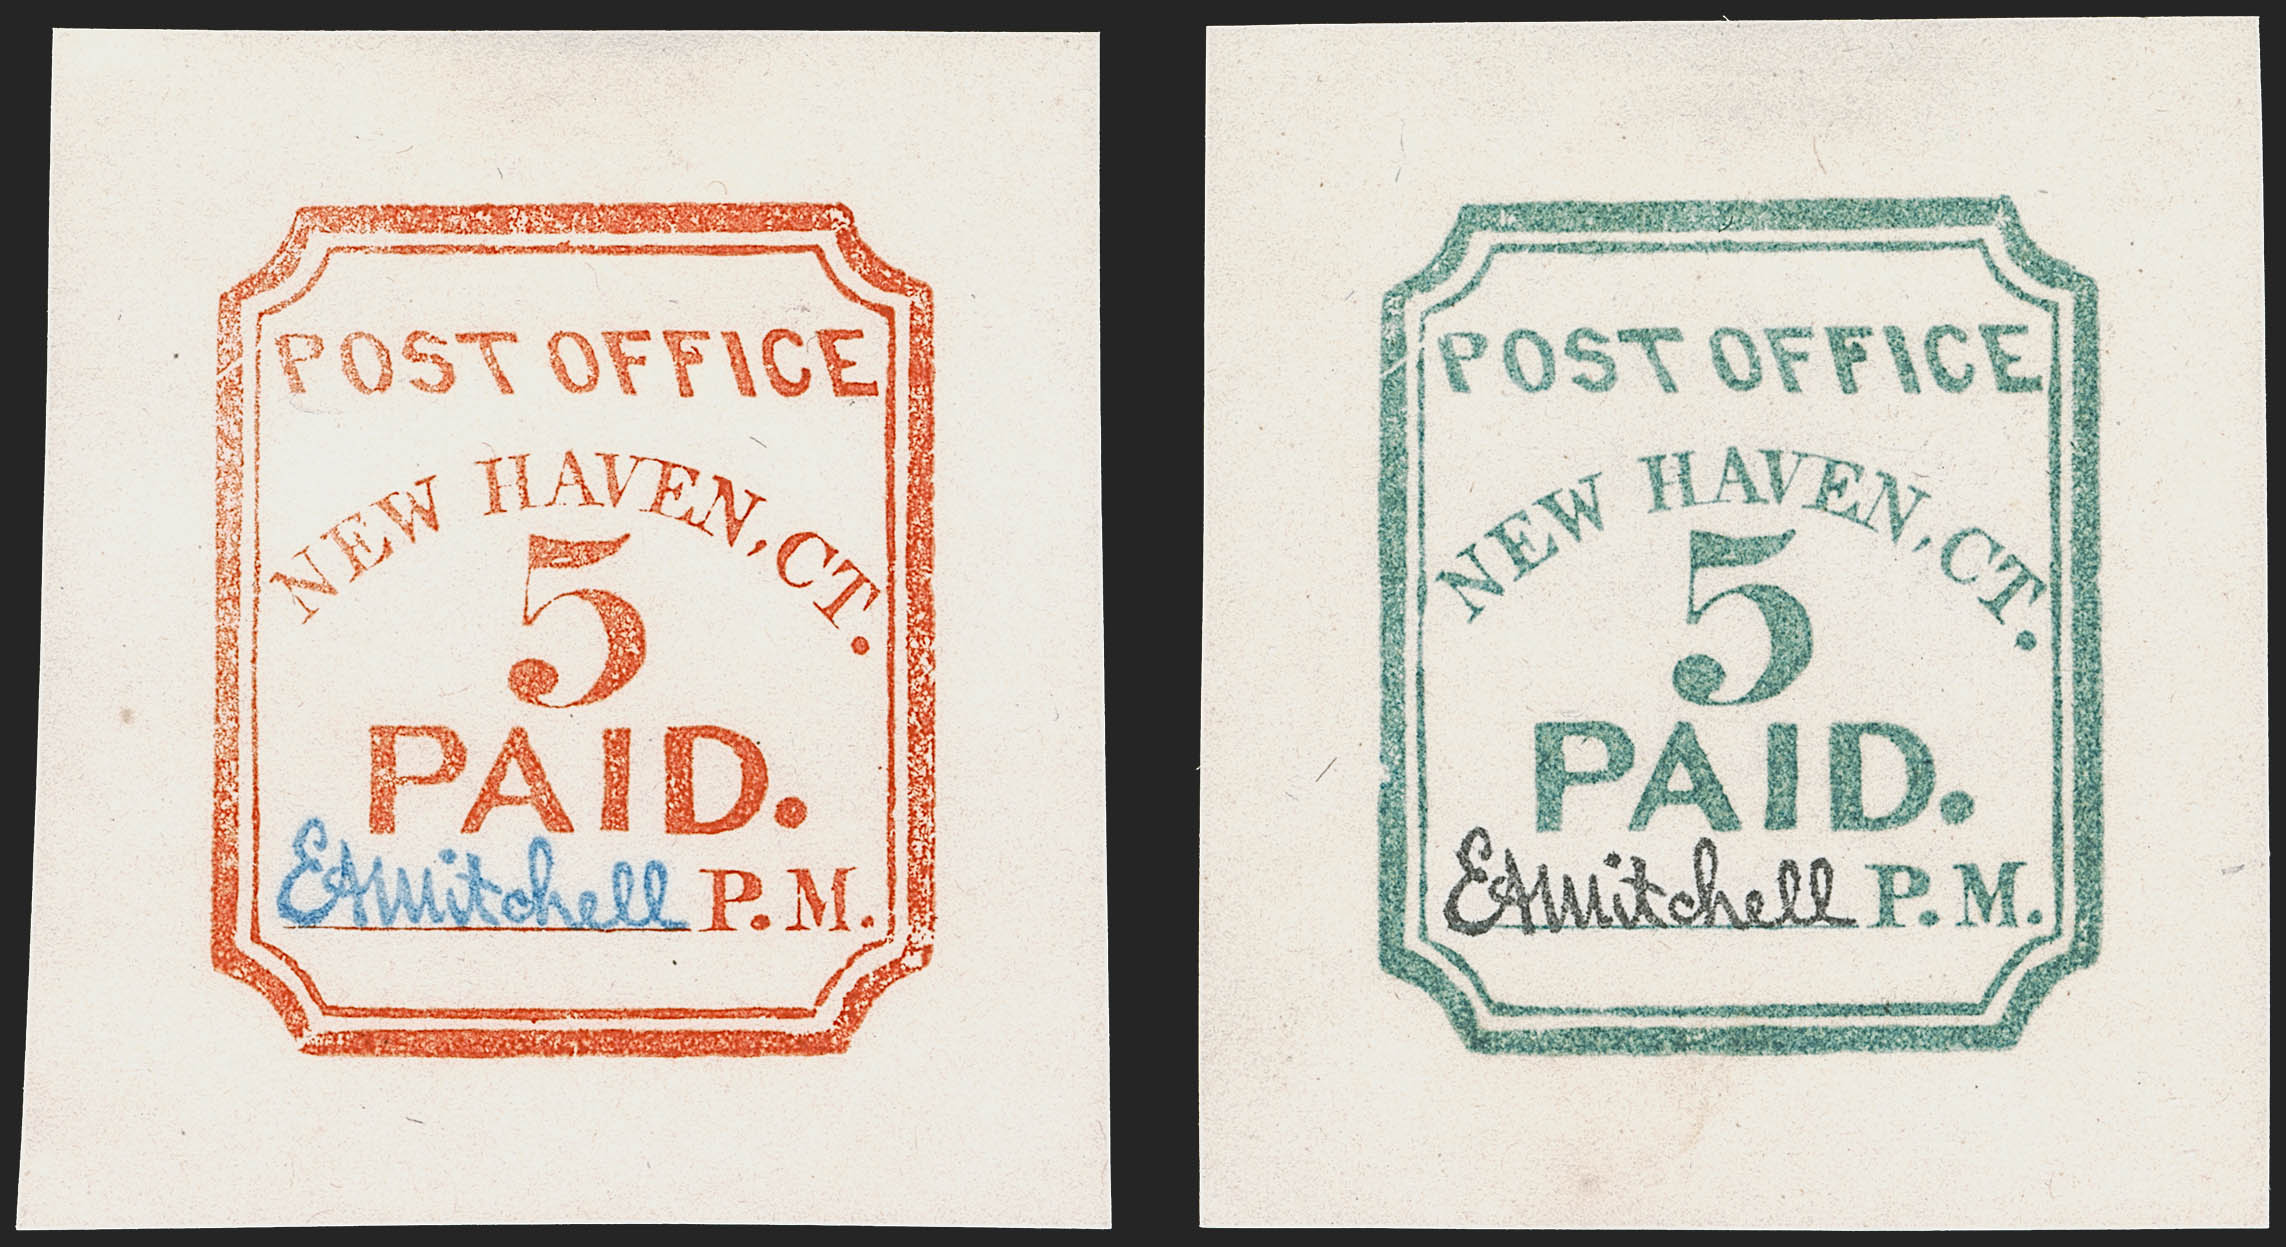 POST OFFICE
NEW HAVEN, CT.
5
PAID.
EAMitchell P. M.
POST OFFICE
NEW HAVEN, CT.
5
PAID.
EAMitchell P. M.